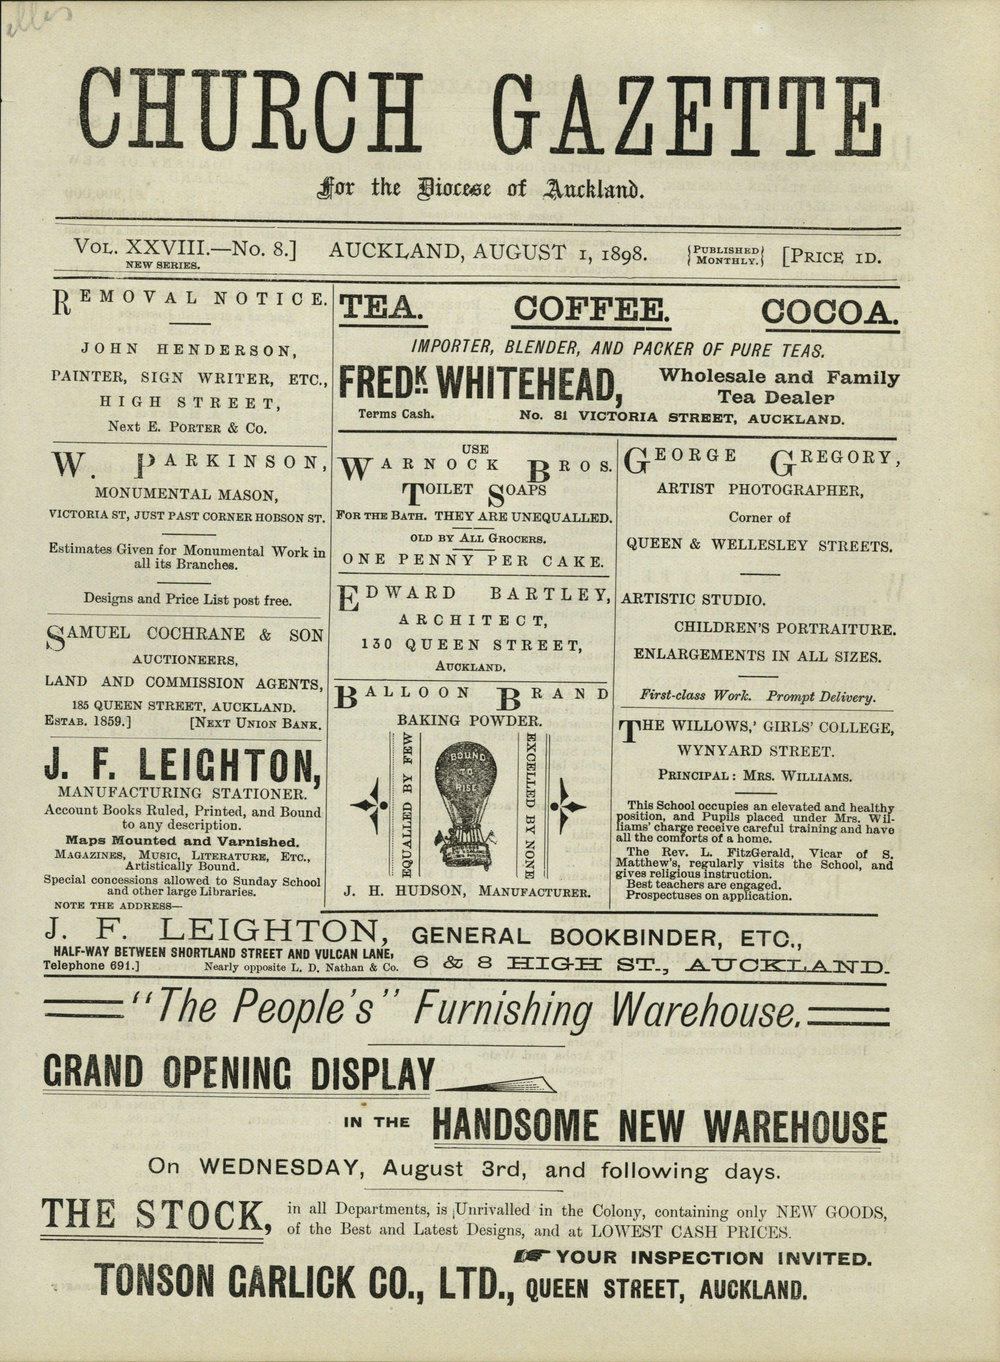 CHURCH GAZETTE
For the Diocese of Auckland.
VOL. XXVIII.—No. 8.] AUCKLAND, AUGUST 1, 1898. {PUBLISHED MONTHLY.} [PRICE 1D.
NEW SERIES.
REMOVAL NOTICE.
JOHN HENDERSON,
PAINTER, SIGN WRITER, ETC.,
HIGH STREET,
Next E. PORTER & Co.
W. PARKINSON,
MONUMENTAL MASON,
VICTORIA ST, JUST PAST CORNER HOBSON ST.
Estimates Given for Monumental Work in
all its Branches.
Designs and Price List post free.
SAMUEL COCHRANE & SON
AUCTIONEERS,
LAND AND COMMISSION AGENTS,
185 QUEEN STREET, AUCKLAND.
ESTAB. 1859.] [NEXT UNION BANK.
J. F. LEIGHTON,
MANUFACTURING STATIONER.
Account Books Ruled, Printed, and Bound
to any description.
Maps Mounted and Varnished.
MAGAZINES, MUSIC, LITERATURE, ETC.,
Artistically Bound.
Special concessions allowed to Sunday School
and other large Libraries.
NOTE THE ADDRESS—
TEA. COFFEE. COCOA.
IMPORTER, BLENDER, AND PACKER OF PURE TEAS.
FREDK. WHITEHEAD, Wholesale and Family
Tea Dealer
Terms Cash. No. 81 VICTORIA STREET, AUCKLAND.
USE
WARNOCK BROS.
TOILET SOAPS
FOR THE BATH. THEY ARE UNEQUALLED.
OLD BY ALL GROCERS.
ONE PENNY PER CAKE.
EDWARD BARTLEY,
ARCHITECT,
130 QUEEN STREET,
AUCKLAND.
BALLOON BRAND
BAKING POWDER.
EQUALLED BY FEW
BOUND
TO
RISE
EXCELLED BY NONE
J. H. HUDSON, MANUFACTURER.
GEORGE GREGORY,
ARTIST PHOTOGRAPHER,
Corner of
QUEEN & WELLESLEY STREETS.
ARTISTIC STUDIO.
CHILDREN'S PORTRAITURE.
ENLARGEMENTS IN ALL SIZES.
First-class Work. Prompt Delivery.
THE WILLOWS,' GIRLS' COLLEGE,
WYNYARD STREET.
PRINCIPAL: MRS. WILLIAMS.
This School occupies an elevated and healthy
position, and Pupils placed under Mrs. Wil-
liams' charge receive careful training and have
all the comforts of a home.
The Rev. L. FitzGerald, Vicar of S.
Matthew's, regularly visits the School, and
gives religious instruction.
Best teachers are engaged.
Prospectuses on application.
J. F. LEIGHTON, GENERAL BOOKBINDER, ETC.,
HALF-WAY BETWEEN SHORTLAND STREET AND VULCAN LANE,
Telephone 691.] Nearly opposite L. D. Nathan & Co. 6 & 8 HIGH ST., AUCKLAND.
"The People's" Furnishing Warehouse.
GRAND OPENING DISPLAY
IN THE HANDSOME NEW WAREHOUSE
On WEDNESDAY, August 3rd, and following days.
THE STOCK, in all Departments, is Unrivalled in the Colony, containing only NEW GOODS,
of the Best and Latest Designs, and at LOWEST CASH PRICES.
YOUR INSPECTION INVITED.
TONSON GARLICK CO., LTD., QUEEN STREET, AUCKLAND.